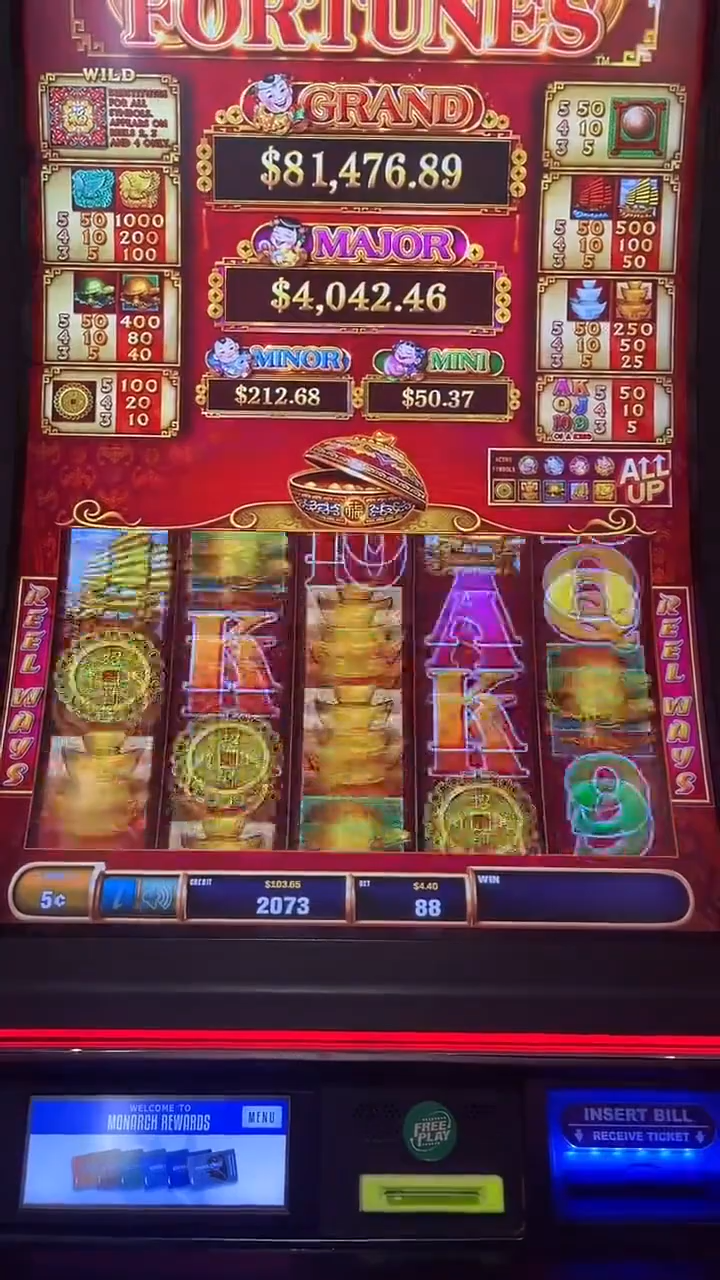 FORTUNES
TM
WILD
SUBSTITUTES
FOR ALL
SYMBOLS.
APPEARS ON
REELS 2, 3
AND 4 ONLY.
GRAND
$81,476.89
5 50
4 10
3 5
5 50 1000
4 10 200
3 5 100
MAJOR
$4,042.46
5 50 500
4 10 100
3 5 50
5 50 400
4 10 80
3 5 40
MINOR
$212.68
MINI
$50.37
5 50 250
4 10 50
3 5 25
5 100
4 20
3 10
A K
Q J
10 9
5 50
4 10
3 5
ALL
UP
REEL WAYS
K
A
K
Q
9
REEL WAYS
5¢
CREDIT
$103.65
2073
BET
$4.40
88
WIN
WELCOME TO
MONARCH REWARDS
MENU
FREE
PLAY
INSERT BILL
RECEIVE TICKET